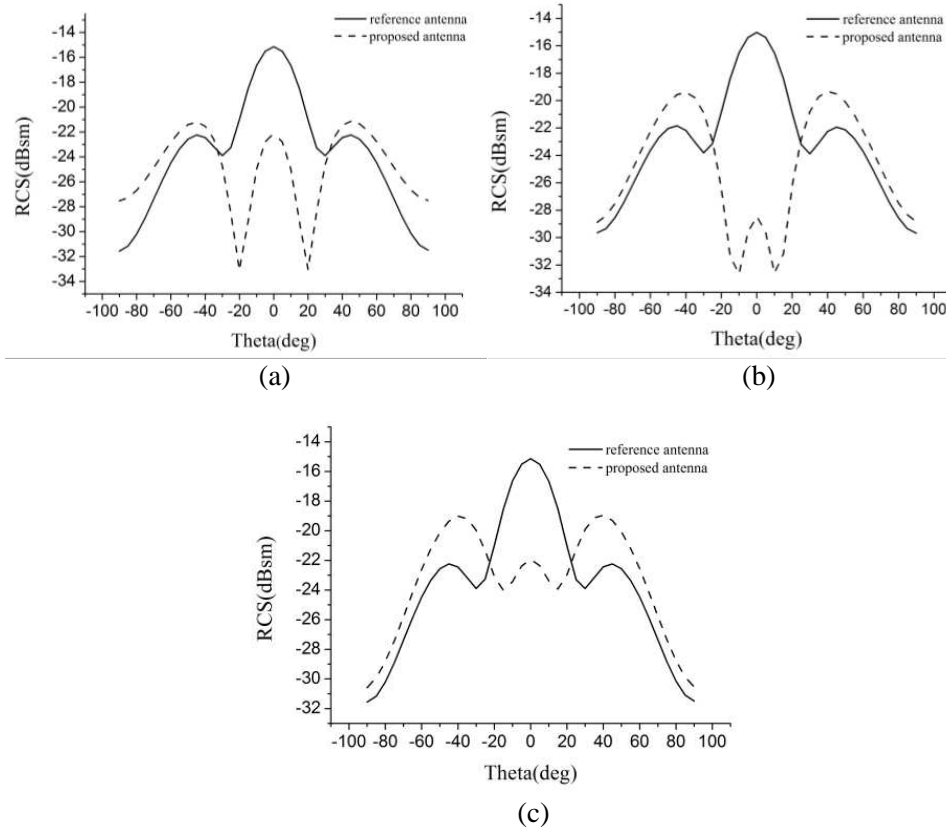 reference antenna
proposed antenna
-14
-16
-18
-20
-22
-24
-26
-28
-30
-32
-34
RCS(dBsm)
-100 -80 -60 -40 -20 0 20 40 60 80 100
Theta(deg)
(a)
reference antenna
proposed antenna
-14
-16
-18
-20
-22
-24
-26
-28
-30
-32
-34
RCS(dBsm)
-100 -80 -60 -40 -20 0 20 40 60 80 100
Theta(deg)
(b)
reference antenna
proposed antenna
-14
-16
-18
-20
-22
-24
-26
-28
-30
-32
RCS(dBsm)
-100 -80 -60 -40 -20 0 20 40 60 80 100
Theta(deg)
(c)